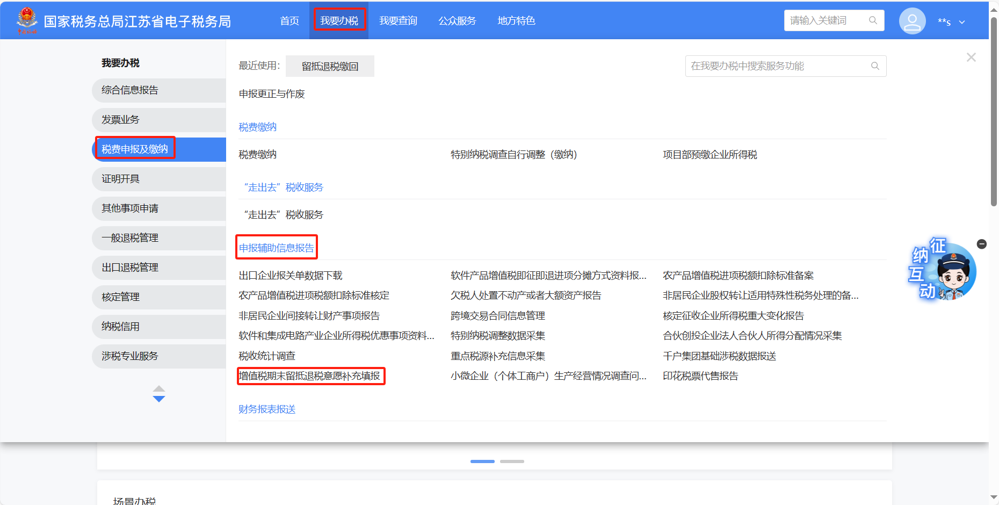 国家税务总局江苏省电子税务局
首页 我要办税 我要查询 公众服务 地方特色
请输入关键词
**s
我要办税
综合信息报告
发票业务
税费申报及缴纳
证明开具
其他事项申请
一般退税管理
出口退税管理
核定管理
纳税信用
涉税专业服务
最近使用： 留抵退税缴回
在我要办税中搜索服务功能
申报更正与作废
税费缴纳
税费缴纳 特别纳税调查自行调整（缴纳） 项目部预缴企业所得税
“走出去”税收服务
“走出去”税收服务
申报辅助信息报告
出口企业报关单数据下载 软件产品增值税即征即退进项分摊方式资料报... 农产品增值税进项税额扣除标准备案
农产品增值税进项税额扣除标准核定 欠税人处置不动产或者大额资产报告 非居民企业股权转让适用特殊性税务处理的备...
非居民企业间接转让财产事项报告 跨境交易合同信息管理 核定征收企业所得税重大变化报告
软件和集成电路产业企业所得税优惠事项资料... 特别纳税调整数据采集 合伙创投企业法人合伙人所得分配情况采集
税收统计调查 重点税源补充信息采集 千户集团基础涉税数据报送
增值税期末留抵退税意愿补充填报 小微企业（个体工商户）生产经营情况调查问... 印花税票代售报告
财务报表报送
征纳互动
场景办税